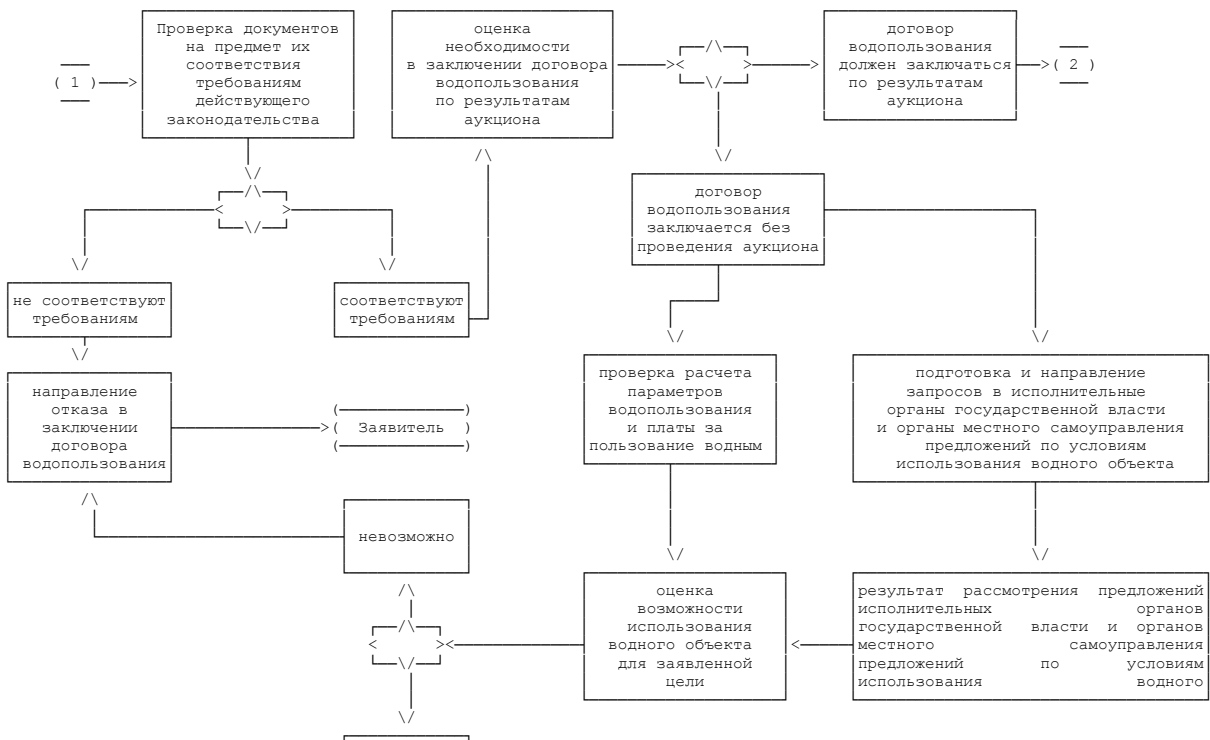 Проверка документов
на предмет их
соответствия
требованиям
действующего
законодательства
оценка
необходимости
в заключении договора
водопользования
по результатам
аукциона
договор
водопользования
должен заключаться
по результатам
аукциона
( 1 )
( 2 )
договор
водопользования
заключается без
проведения аукциона
не соответствуют
требованиям
соответствуют
требованиям
направление
отказа в
заключении
договора
водопользования
( Заявитель )
проверка расчета
параметров
водопользования
и платы за
пользование водным
подготовка и направление
запросов в исполнительные
органы государственной власти
и органы местного самоуправления
предложений по условиям
использования водного объекта
невозможно
оценка
возможности
использования
водного объекта
для заявленной
цели
результат рассмотрения предложений
исполнительных органов
государственной власти и органов
местного самоуправления
предложений по условиям
использования водного